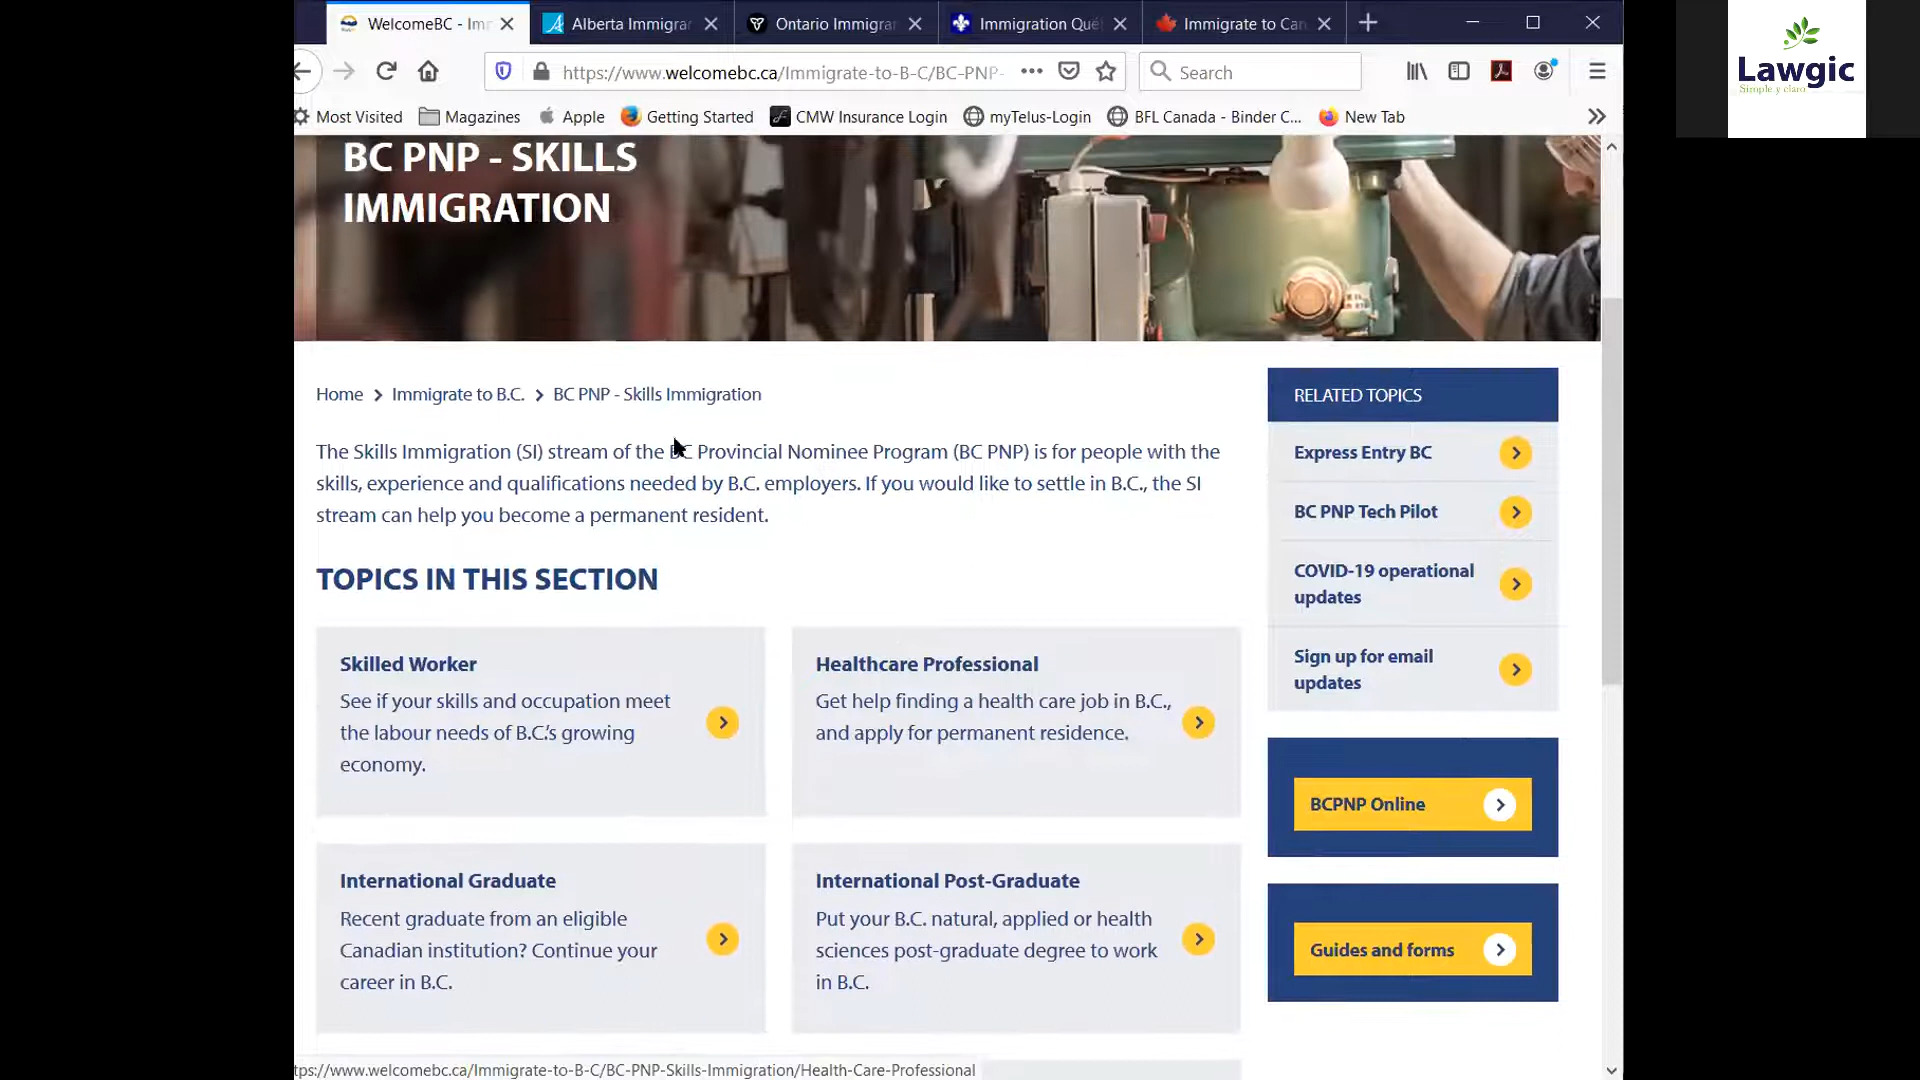 WelcomeBC - Im
Alberta Immigra
Ontario Immigra
Immigration Qué
Immigrate to Ca
https://www.welcomebc.ca/Immigrate-to-B-C/BC-PNP-
Search
Most Visited
Magazines
Apple
Getting Started
CMW Insurance Login
myTelus-Login
BFL Canada - Binder C...
New Tab
Lawgic
Simple y claro
BC PNP - SKILLS
IMMIGRATION
Home > Immigrate to B.C. > BC PNP - Skills Immigration
The Skills Immigration (SI) stream of the BC Provincial Nominee Program (BC PNP) is for people with the
skills, experience and qualifications needed by B.C. employers. If you would like to settle in B.C., the SI
stream can help you become a permanent resident.
TOPICS IN THIS SECTION
Skilled Worker
See if your skills and occupation meet
the labour needs of B.C.'s growing
economy.
Healthcare Professional
Get help finding a health care job in B.C.,
and apply for permanent residence.
International Graduate
Recent graduate from an eligible
Canadian institution? Continue your
career in B.C.
International Post-Graduate
Put your B.C. natural, applied or health
sciences post-graduate degree to work
in B.C.
RELATED TOPICS
Express Entry BC
BC PNP Tech Pilot
COVID-19 operational
updates
Sign up for email
updates
BCPNP Online
Guides and forms
tps://www.welcomebc.ca/Immigrate-to-B-C/BC-PNP-Skills-Immigration/Health-Care-Professional